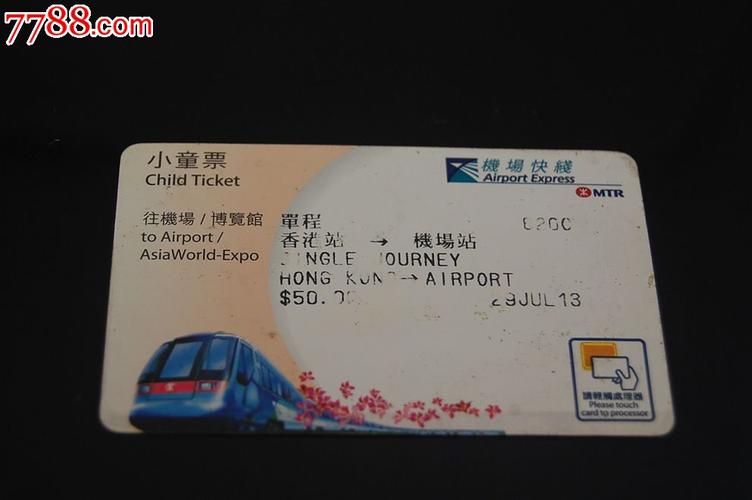 7788.com
小童票
Child Ticket
機場快綫
Airport Express
MTR
往機場 / 博覽館
to Airport /
AsiaWorld-Expo
單程
香港站 → 機場站
JOURNEY
HONG → AIRPORT
29JUL13
請輕觸處理器
Please touch
card to processor